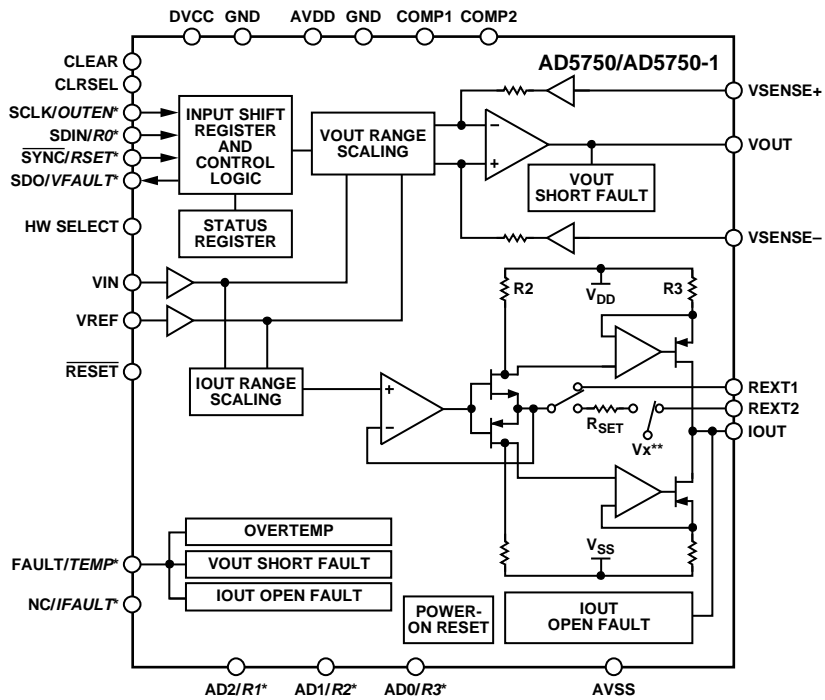 DVCC GND AVDD GND COMP1 COMP2
AD5750/AD5750-1
CLEAR
CLRSEL
SCLK/OUTEN*
SDIN/R0*
SYNC/RSET*
SDO/VFAULT*
HW SELECT
VIN
VREF
RESET
INPUT SHIFT
REGISTER
AND
CONTROL
LOGIC
STATUS
REGISTER
VOUT RANGE
SCALING
−
+
VOUT
SHORT FAULT
VSENSE+
VOUT
VSENSE–
IOUT RANGE
SCALING
+
−
R2
VDD
R3
RSET
Vx**
REXT1
REXT2
IOUT
VSS
FAULT/TEMP*
NC/IFAULT*
OVERTEMP
VOUT SHORT FAULT
IOUT OPEN FAULT
POWER-
ON RESET
IOUT
OPEN FAULT
AD2/R1* AD1/R2* AD0/R3* AVSS